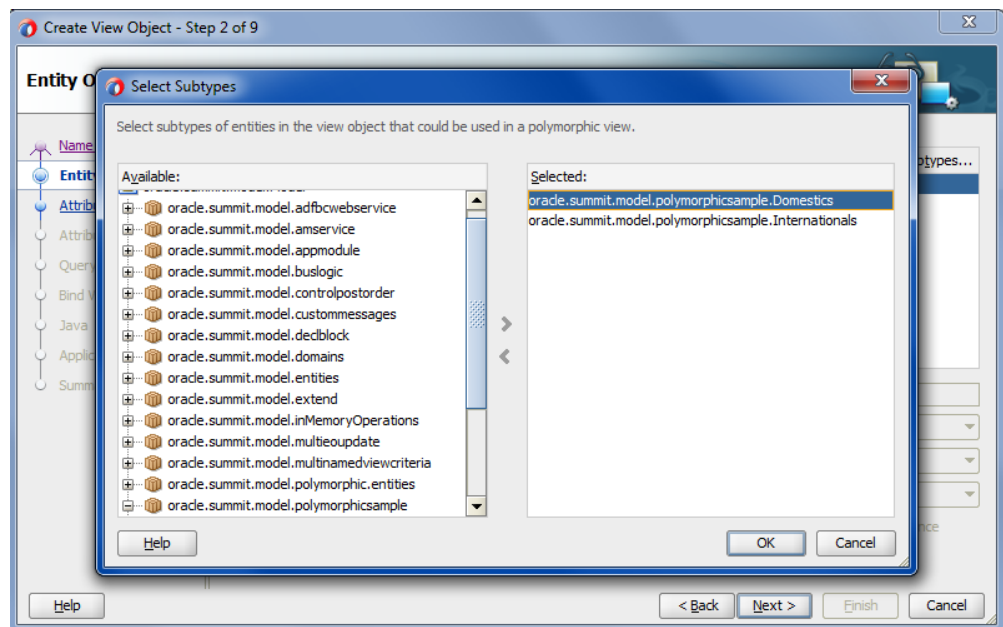 Create View Object - Step 2 of 9
Entity O
Select Subtypes
Select subtypes of entities in the view object that could be used in a polymorphic view.
Name
Entit
Attrib
Attrib
Query
Bind V
Java
Applic
Summ
Available:
oracle.summit.model.adfbcwebservice
oracle.summit.model.amservice
oracle.summit.model.appmodule
oracle.summit.model.buslogic
oracle.summit.model.controlpostorder
oracle.summit.model.custommessages
oracle.summit.model.declblock
oracle.summit.model.domains
oracle.summit.model.entities
oracle.summit.model.extend
oracle.summit.model.inMemoryOperations
oracle.summit.model.multieoupdate
oracle.summit.model.multinamedviewcriteria
oracle.summit.model.polymorphic.entities
oracle.summit.model.polymorphicsample
Selected:
oracle.summit.model.polymorphicsample.Domestics
oracle.summit.model.polymorphicsample.Internationals
btypes...
nce
Help
OK
Cancel
Help
< Back
Next >
Finish
Cancel